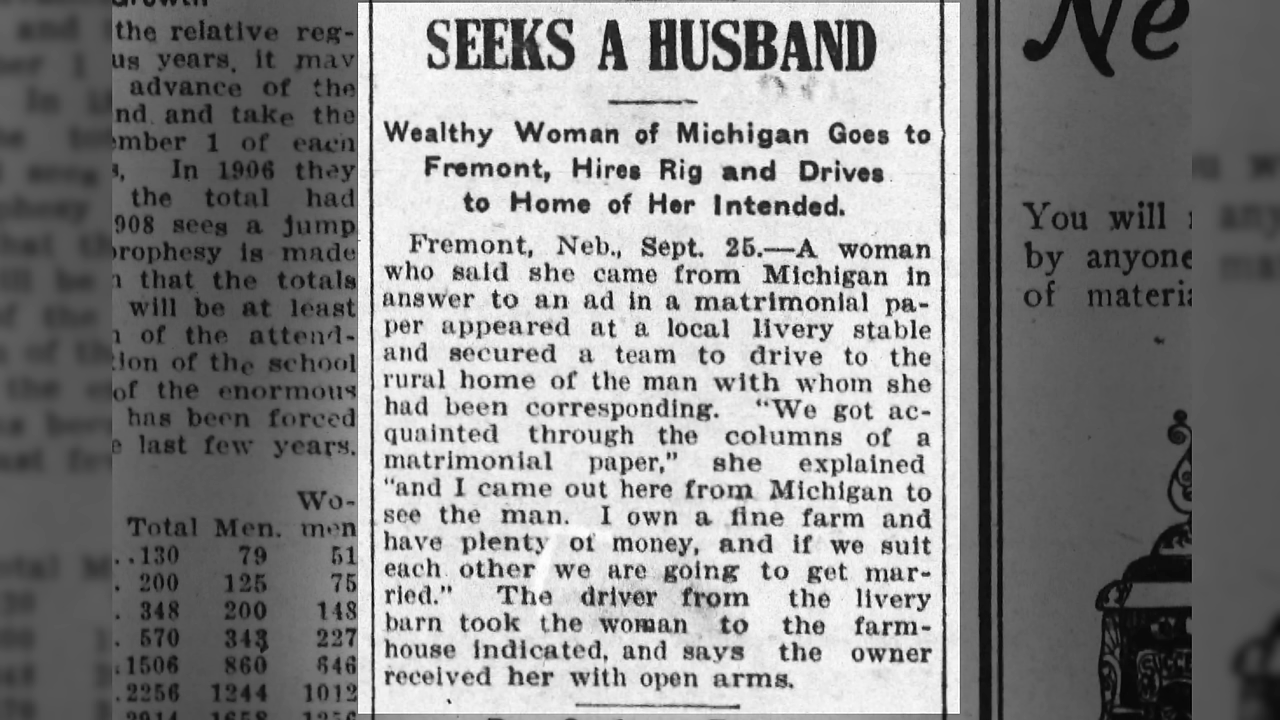 the relative reg-
us years, it may
advance of the
nd and take the
ember 1 of each
s, In 1906 they
the total had
908 sees a jump
prophesy is made
n that the totals
will be at least
n of the attend-
tion of the school
of the enormous
has been forced
e last few years.
Wo-
Total Men. men
..130 79 51
. 200 125 75
. 348 200 148
. 570 343 227
.1506 860 646
.2256 1244 1012
SEEKS A HUSBAND
Wealthy Woman of Michigan Goes to
Fremont, Hires Rig and Drives
to Home of Her Intended.
Fremont, Neb., Sept. 25.—A woman
who said she came from Michigan in
answer to an ad in a matrimonial pa-
per appeared at a local livery stable
and secured a team to drive to the
rural home of the man with whom she
had been corresponding. "We got ac-
quainted through the columns of a
matrimonial paper," she explained
"and I came out here from Michigan to
see the man. I own a fine farm and
have plenty of money, and if we suit
each other we are going to get mar-
ried." The driver from the livery
barn took the woman to the farm-
house indicated, and says the owner
received her with open arms.
Ne
You will
by anyone
of materia